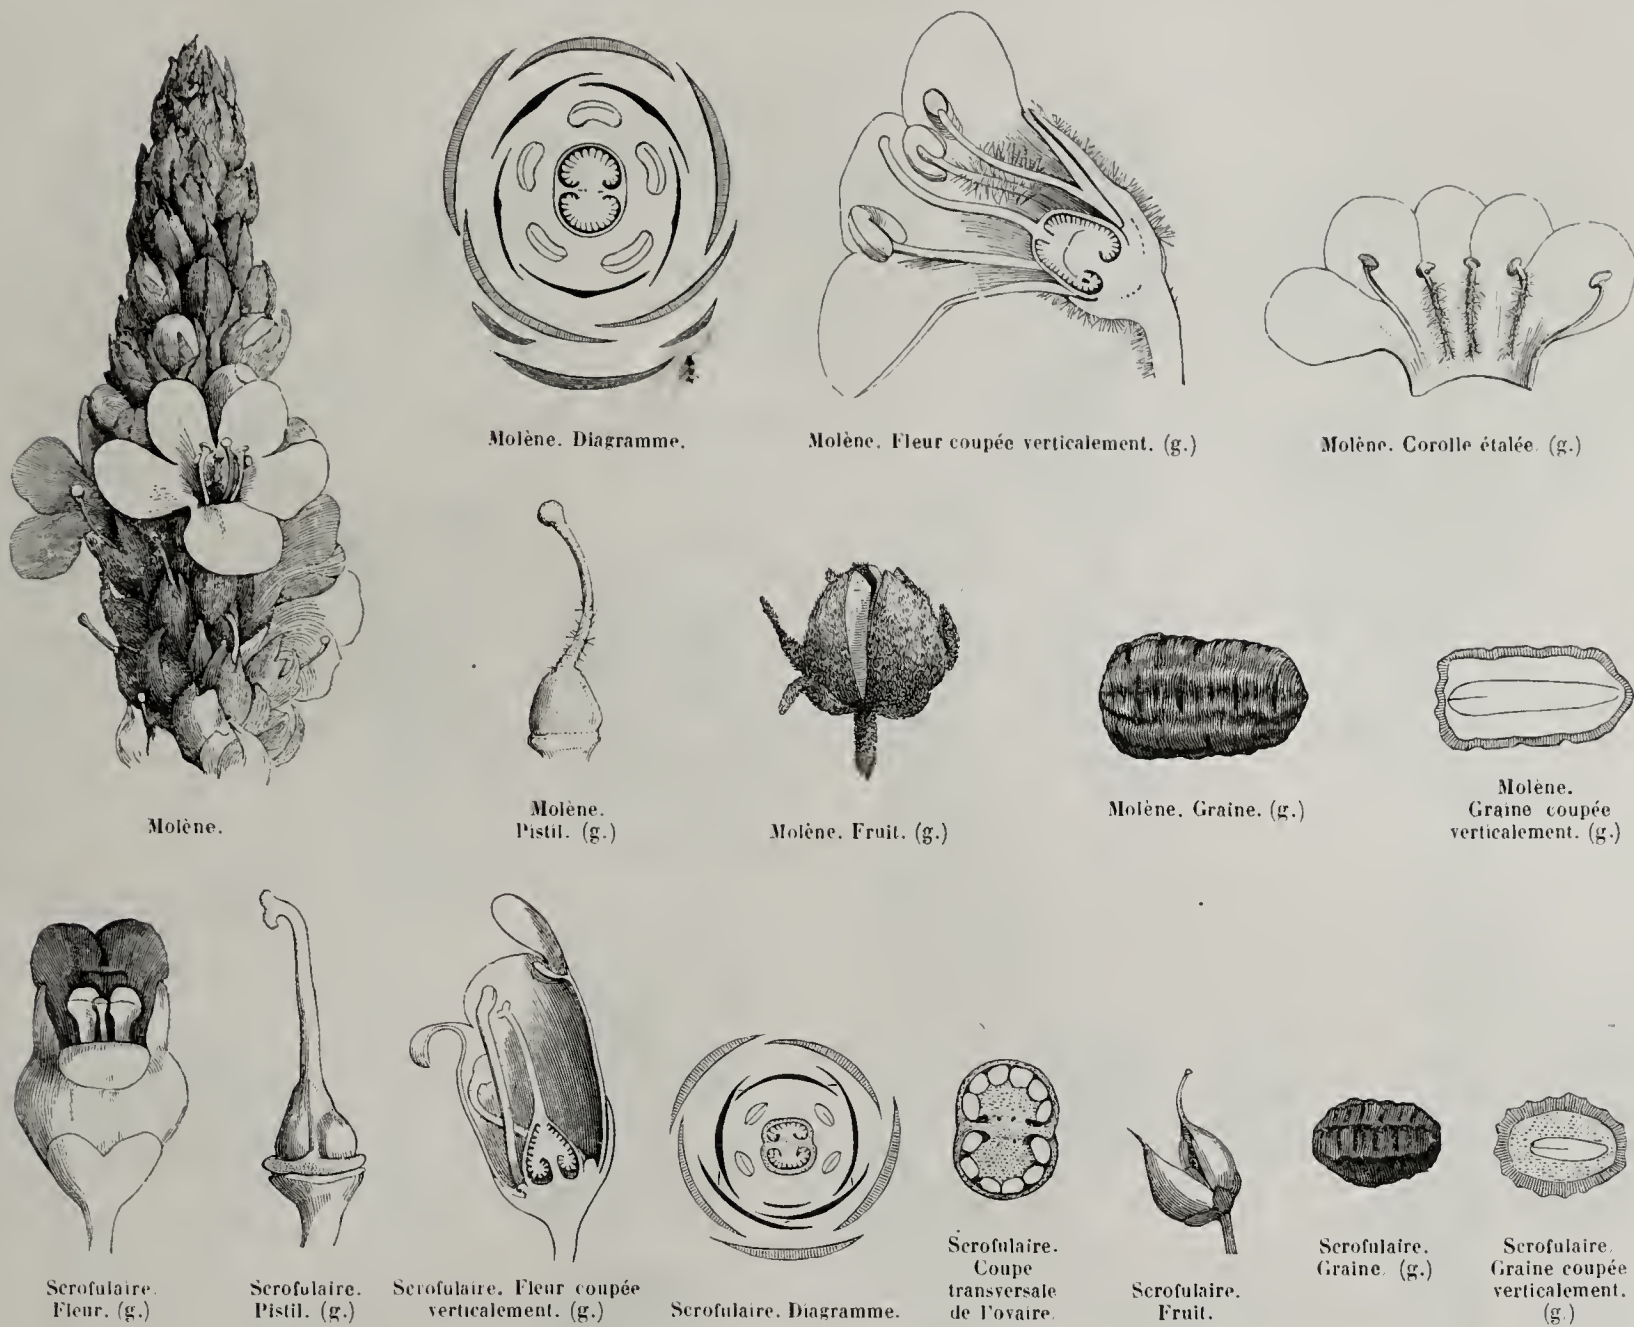 Molène. Diagramme.
Molène. Fleur coupée verticalement. (g.)
Molène. Corolle étalée. (g.)
Molène.
Molène.
Pistil. (g.)
Molène. Fruit. (g.)
Molène. Graine. (g.)
Molène.
Graine coupée
verticalement. (g.)
Scrofulaire.
Fleur. (g.)
Scrofulaire.
Pistil. (g.)
Scrofulaire. Fleur coupée
verticalement. (g.)
Scrofulaire. Diagramme.
Scrofulaire.
Coupe
transversale
de l'ovaire.
Scrofulaire.
Fruit.
Scrofulaire.
Graine. (g.)
Scrofulaire.
Graine coupée
verticalement.
(g.)